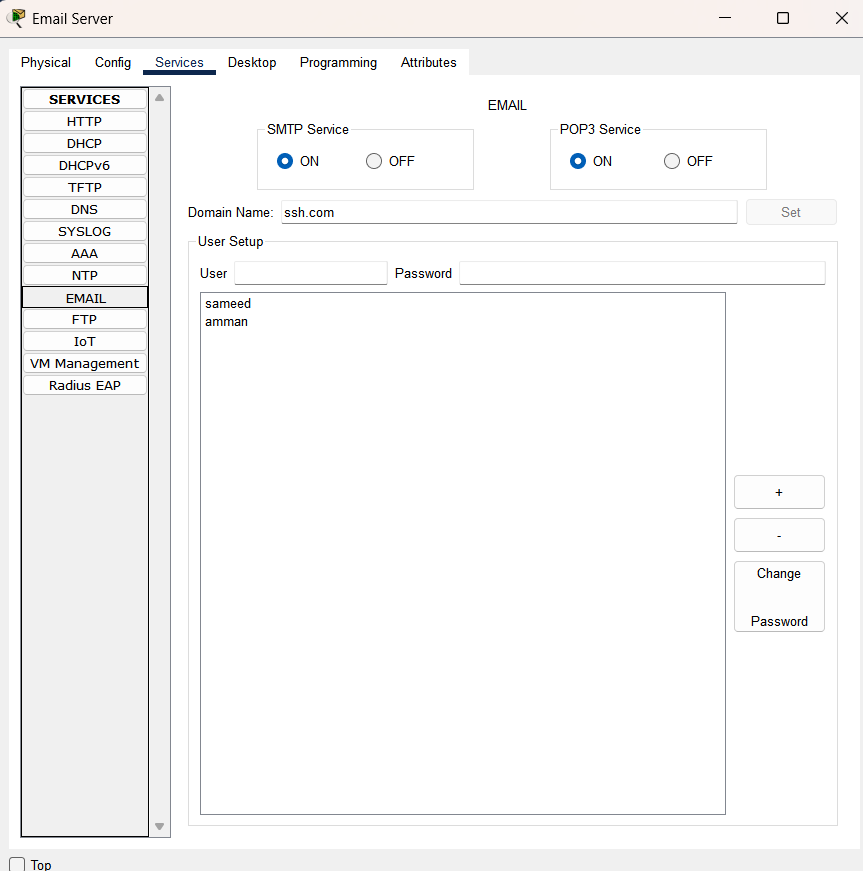 Email Server
Physical Config Services Desktop Programming Attributes
SERVICES
HTTP
DHCP
DHCPv6
TFTP
DNS
SYSLOG
AAA
NTP
EMAIL
FTP
IoT
VM Management
Radius EAP
EMAIL
SMTP Service
ON OFF
POP3 Service
ON OFF
Domain Name: ssh.com Set
User Setup
User Password
sameed
amman
+
-
Change
Password
Top